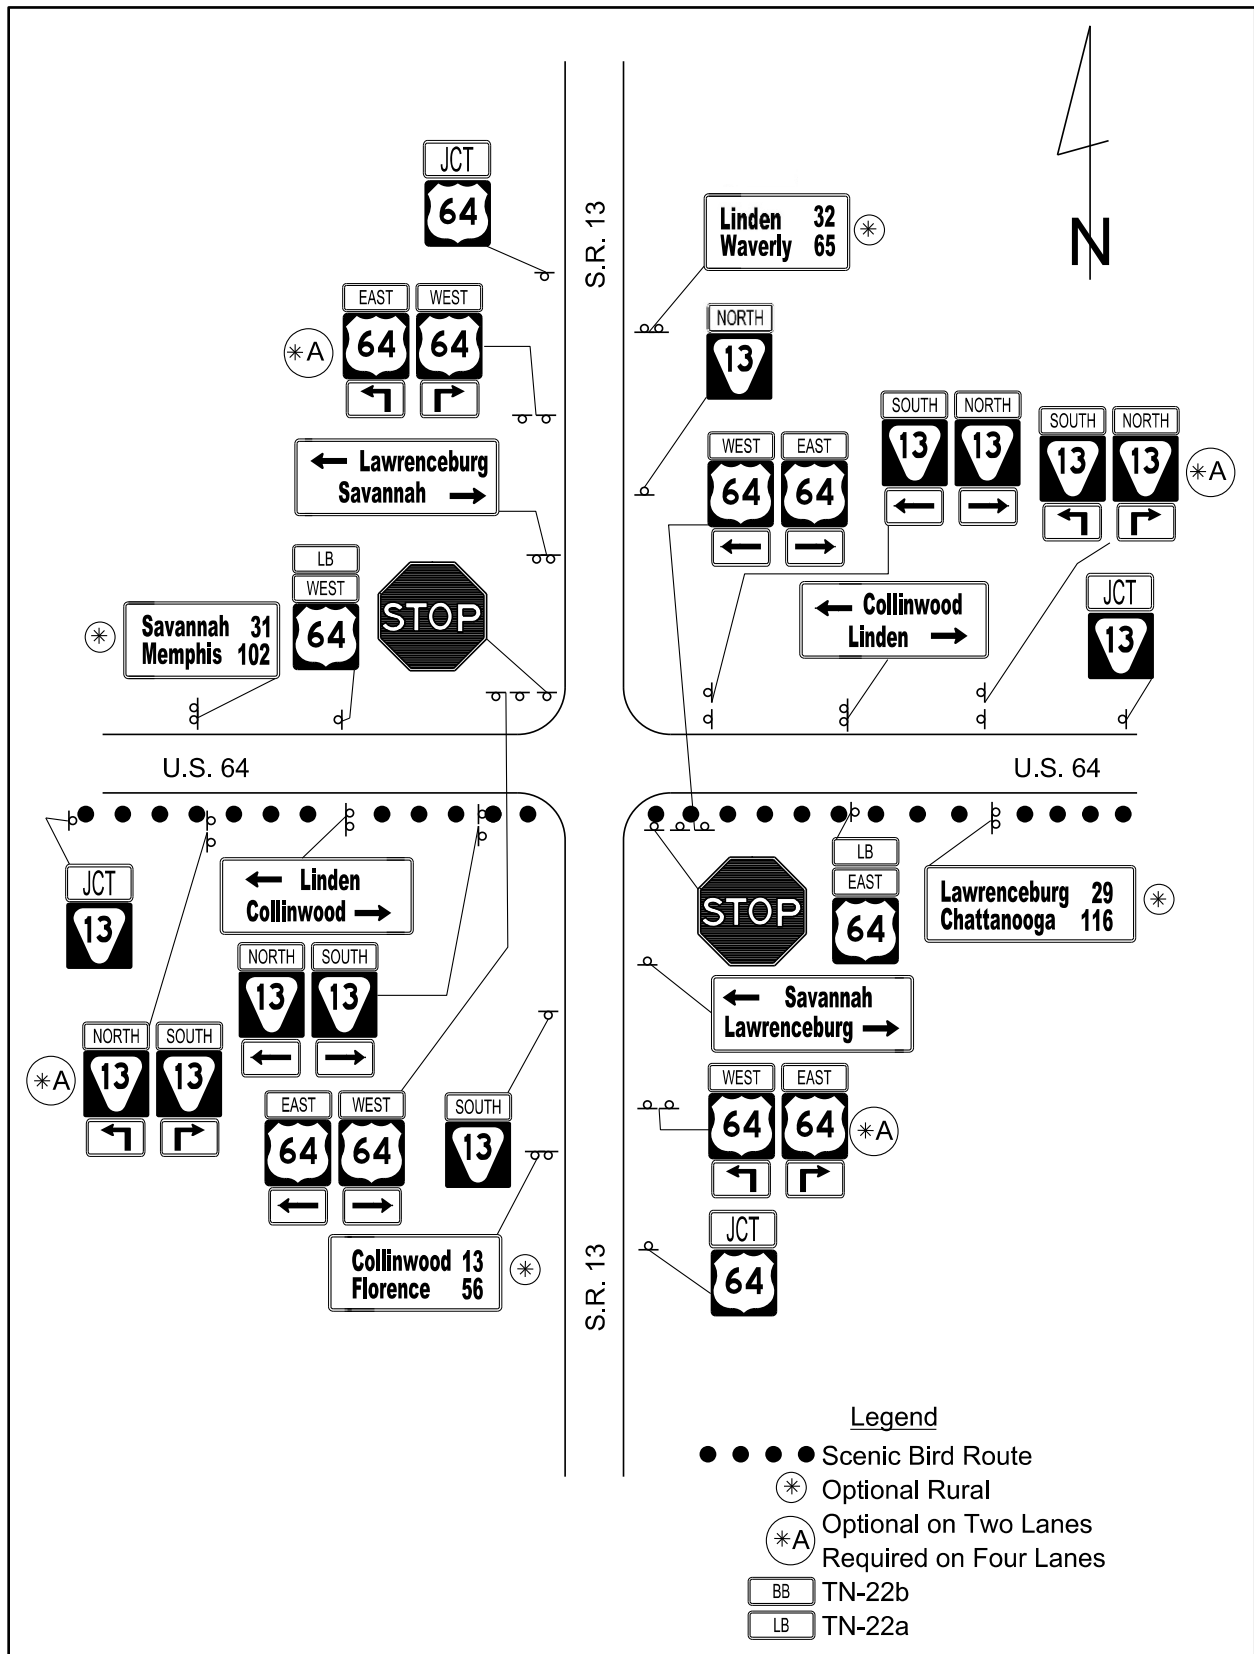 JCT
64
S.R. 13
Linden 32
Waverly 65
*
N
EAST WEST
64 64
*A
NORTH
13
SOUTH NORTH
13 13
SOUTH NORTH
13 13
*A
WEST EAST
64 64
← Lawrenceburg
Savannah →
LB
WEST
64
STOP
Savannah 31
Memphis 102
*
← Collinwood
Linden →
JCT
13
U.S. 64
U.S. 64
JCT
13
← Linden
Collinwood →
STOP
LB
EAST
64
Lawrenceburg 29
Chattanooga 116
*
NORTH SOUTH
13 13
← Savannah
Lawrenceburg →
NORTH SOUTH
13 13
*A
EAST WEST
64 64
SOUTH
13
WEST EAST
64 64
*A
Collinwood 13
Florence 56
*
S.R. 13
JCT
64
Legend
Scenic Bird Route
* Optional Rural
*A Optional on Two Lanes
Required on Four Lanes
BB TN-22b
LB TN-22a